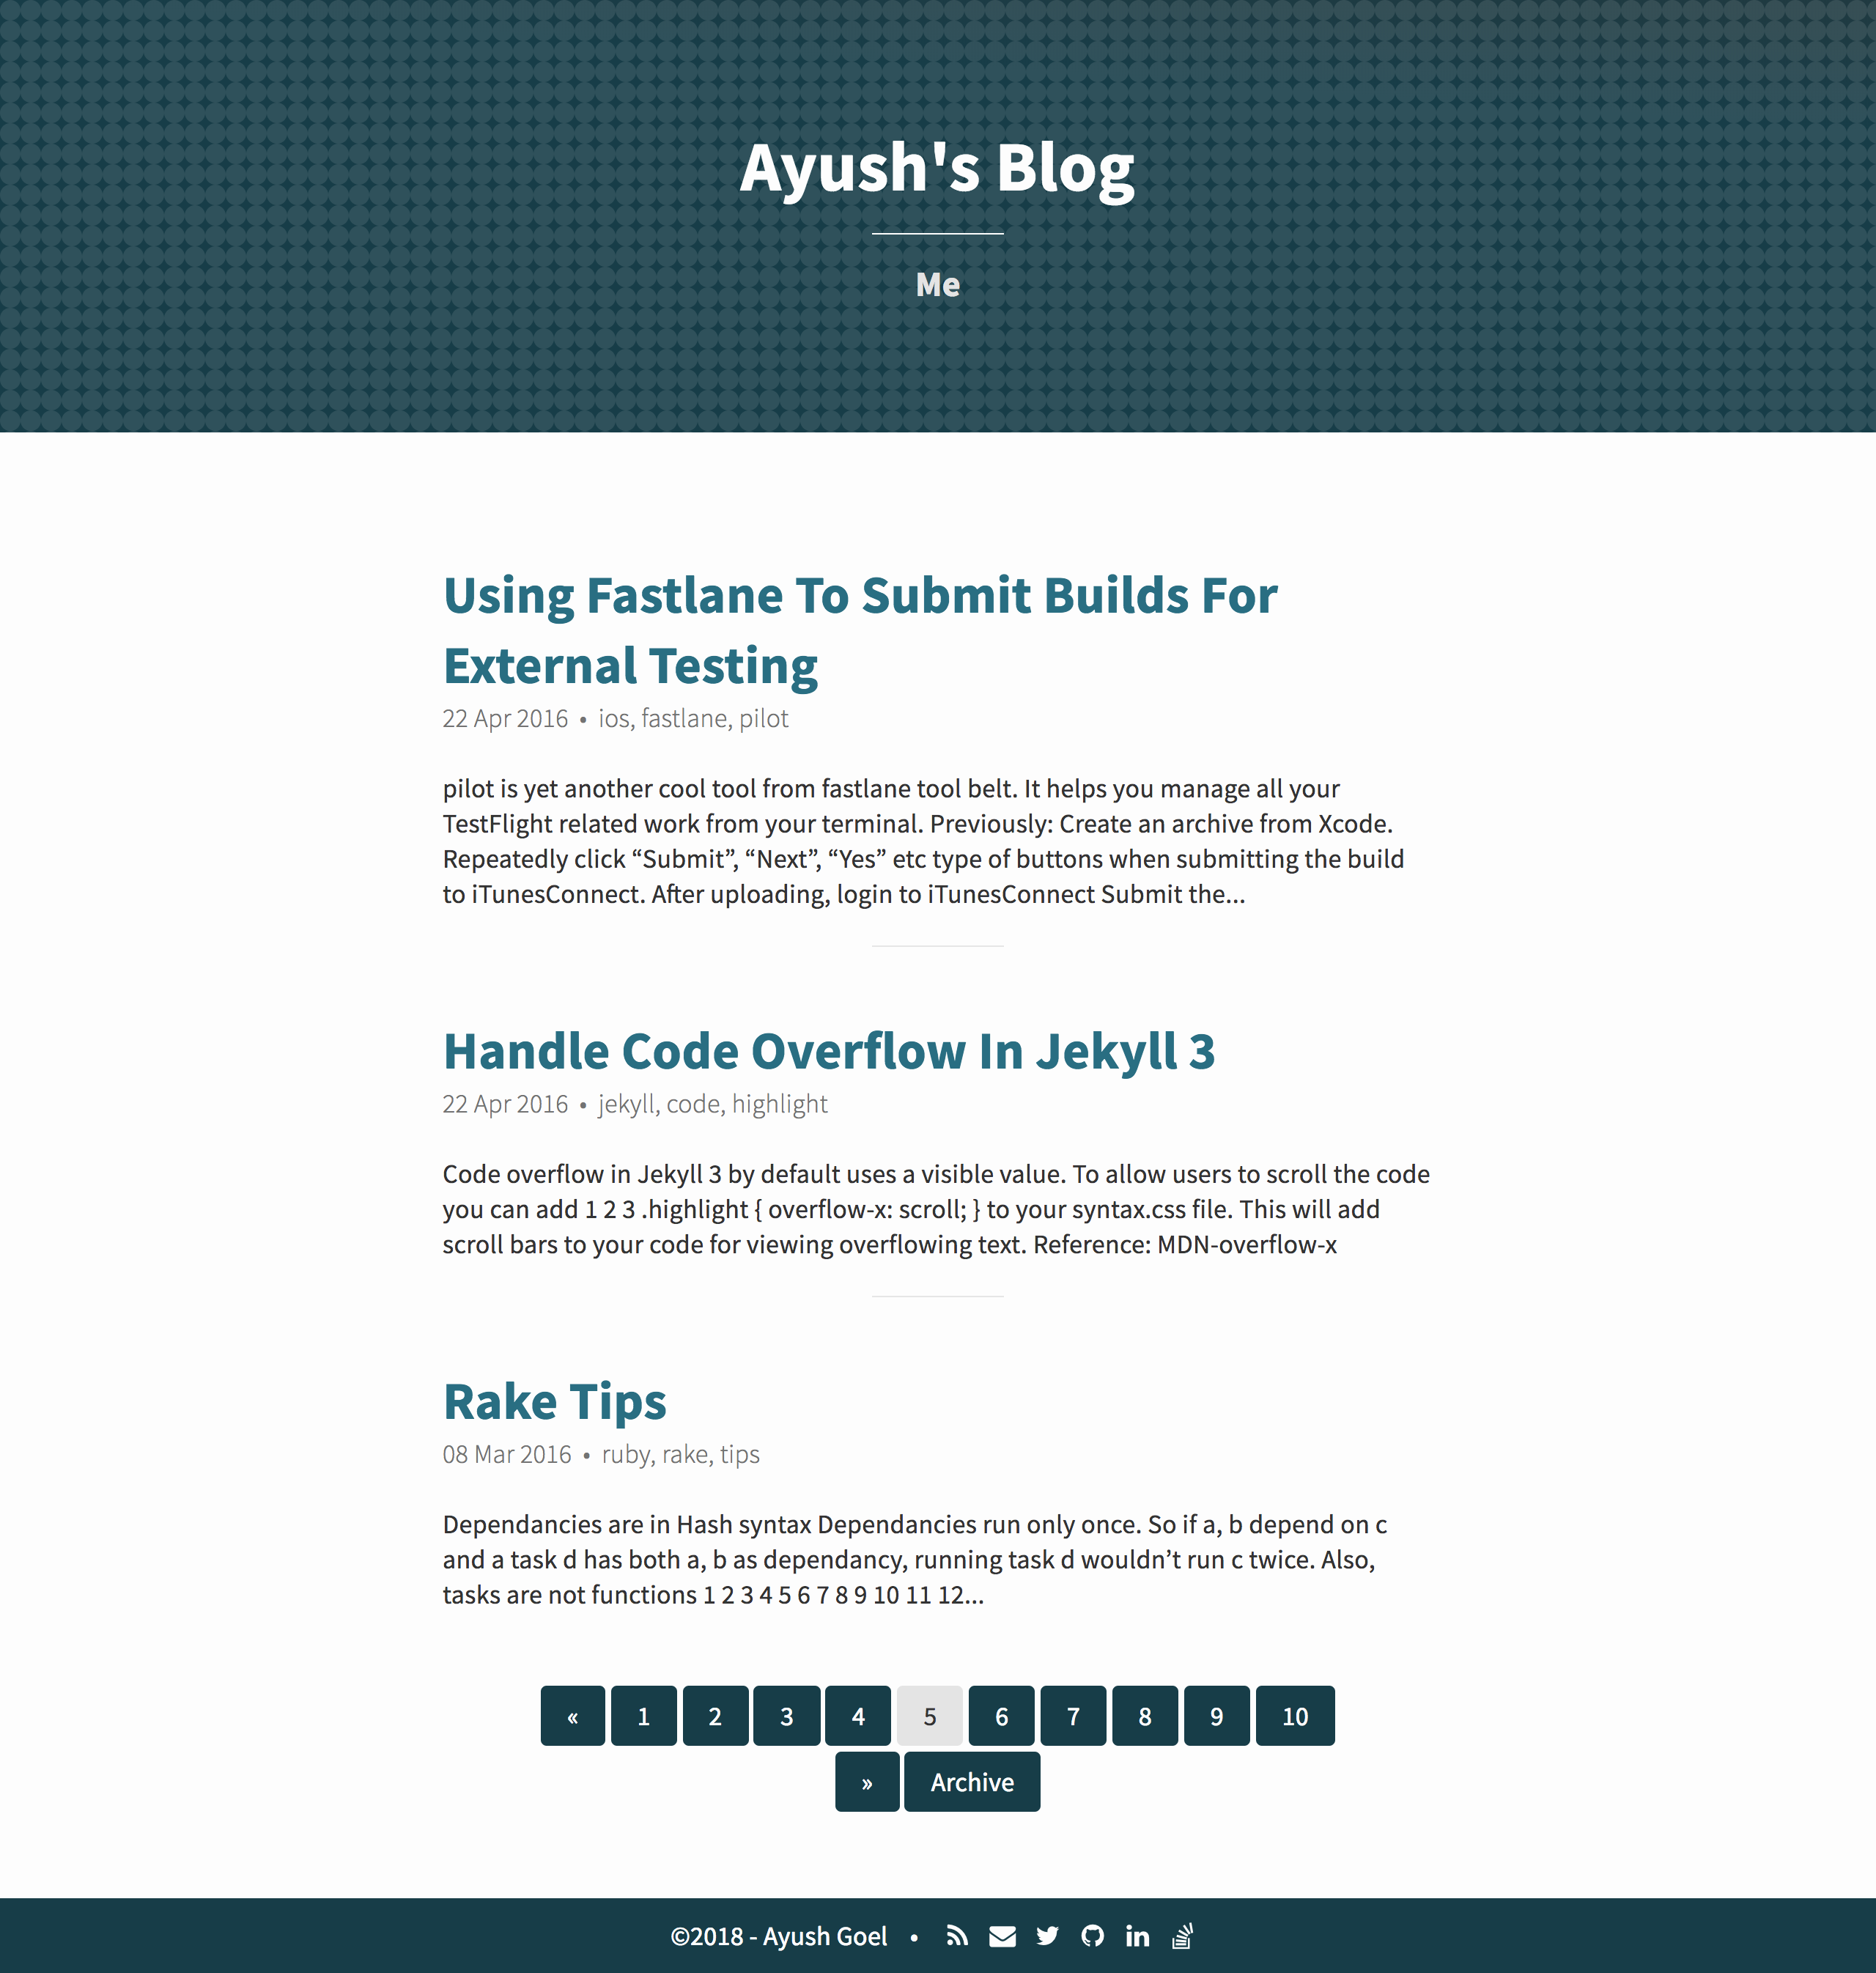 Ayush's Blog
Me
Using Fastlane To Submit Builds For
External Testing
22 Apr 2016 • ios, fastlane, pilot
pilot is yet another cool tool from fastlane tool belt. It helps you manage all your
TestFlight related work from your terminal. Previously: Create an archive from Xcode.
Repeatedly click “Submit”, “Next”, “Yes” etc type of buttons when submitting the build
to iTunesConnect. After uploading, login to iTunesConnect Submit the...
Handle Code Overflow In Jekyll 3
22 Apr 2016 • jekyll, code, highlight
Code overflow in Jekyll 3 by default uses a visible value. To allow users to scroll the code
you can add 1 2 3 .highlight { overflow-x: scroll; } to your syntax.css file. This will add
scroll bars to your code for viewing overflowing text. Reference: MDN-overflow-x
Rake Tips
08 Mar 2016 • ruby, rake, tips
Dependancies are in Hash syntax Dependancies run only once. So if a, b depend on c
and a task d has both a, b as dependancy, running task d wouldn’t run c twice. Also,
tasks are not functions 1 2 3 4 5 6 7 8 9 10 11 12...
« 1 2 3 4 5 6 7 8 9 10
» Archive
©2018 - Ayush Goel •